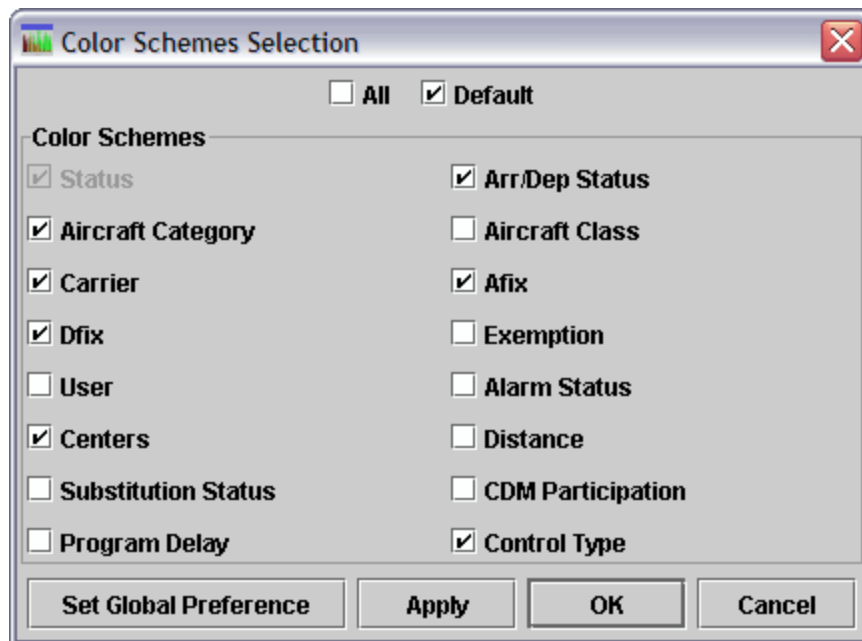 Color Schemes Selection
All Default
Color Schemes
Status Arr/Dep Status
Aircraft Category Aircraft Class
Carrier Afix
Dfix Exemption
User Alarm Status
Centers Distance
Substitution Status CDM Participation
Program Delay Control Type
Set Global Preference Apply OK Cancel